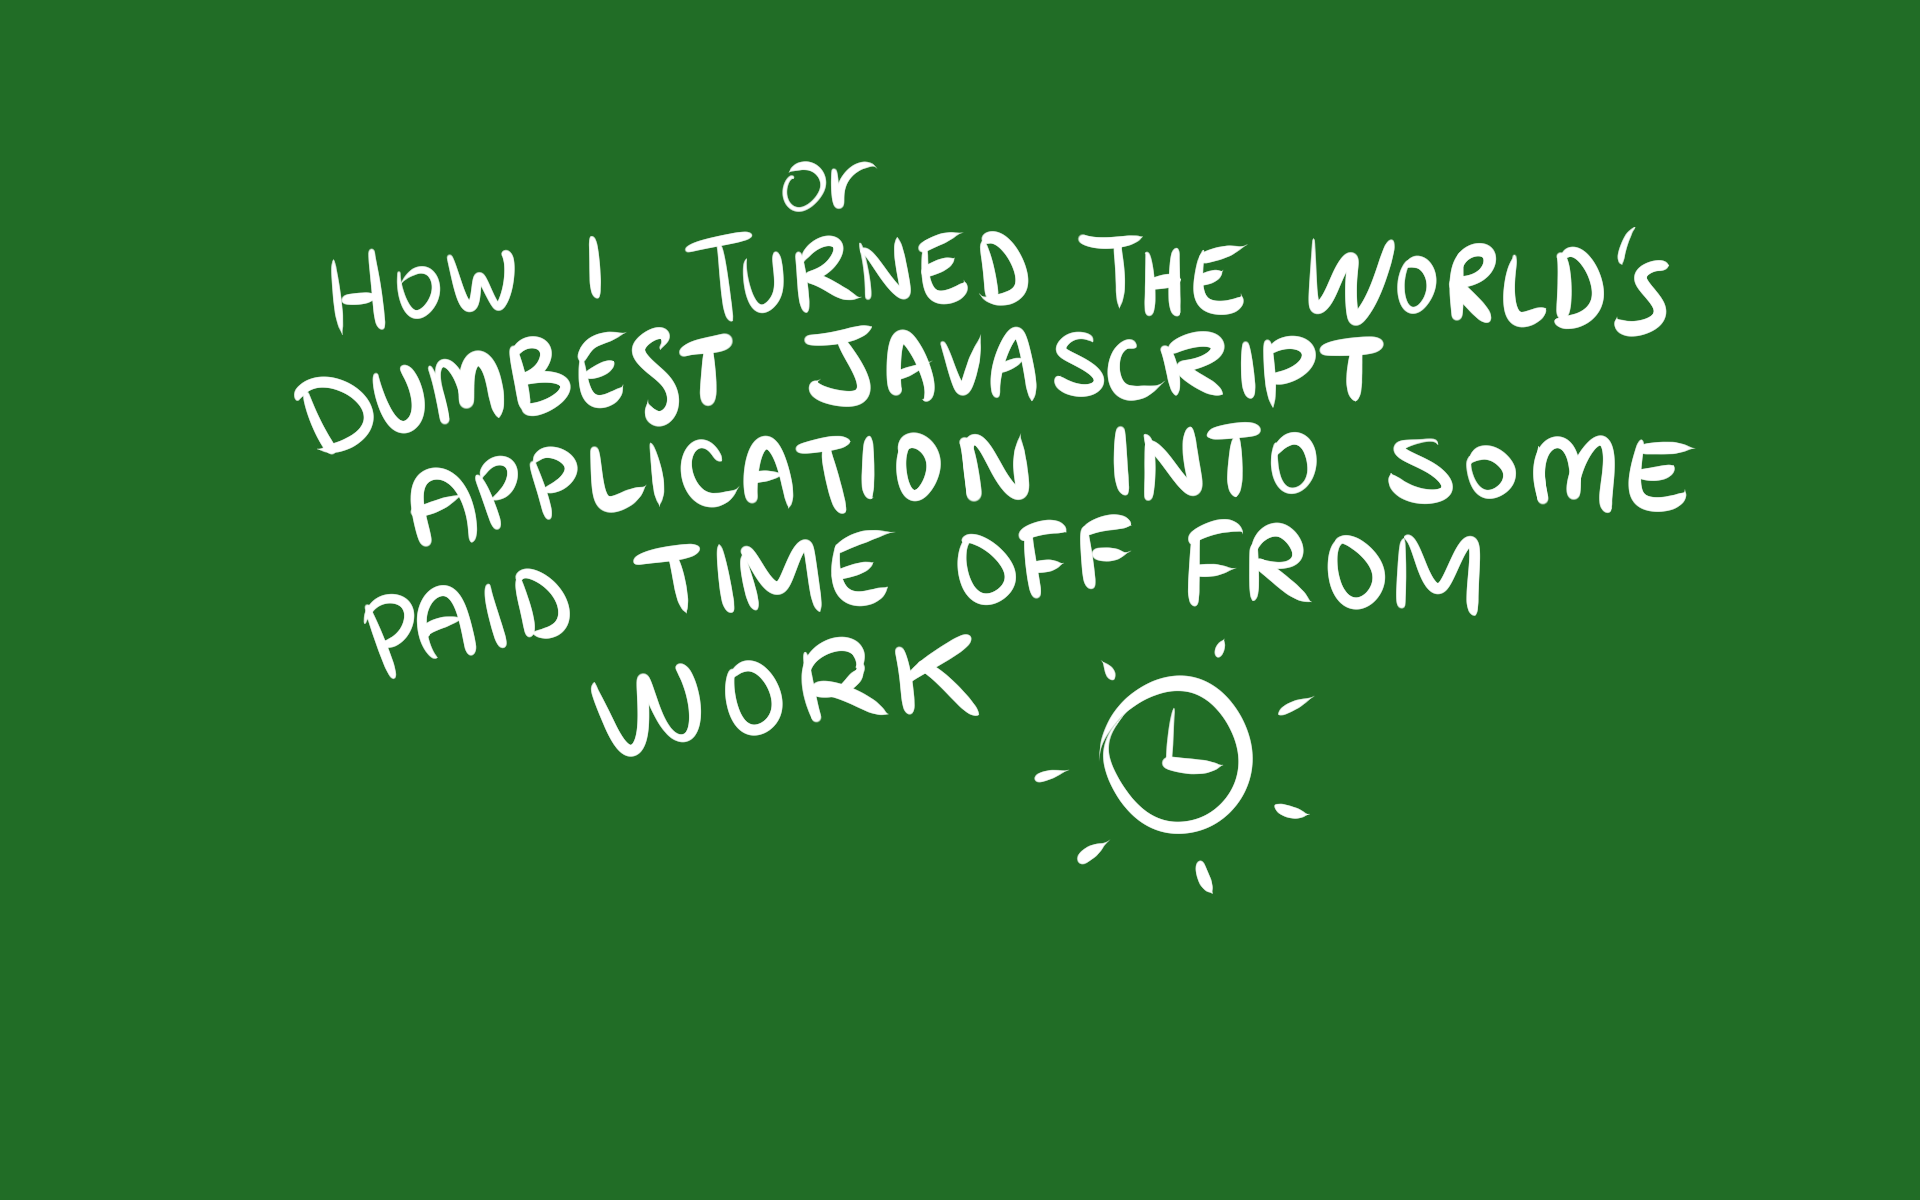 or
HOW I TURNED THE WORLD'S
DUMBEST JAVASCRIPT
APPLICATION INTO SOME
PAID TIME OFF FROM
WORK